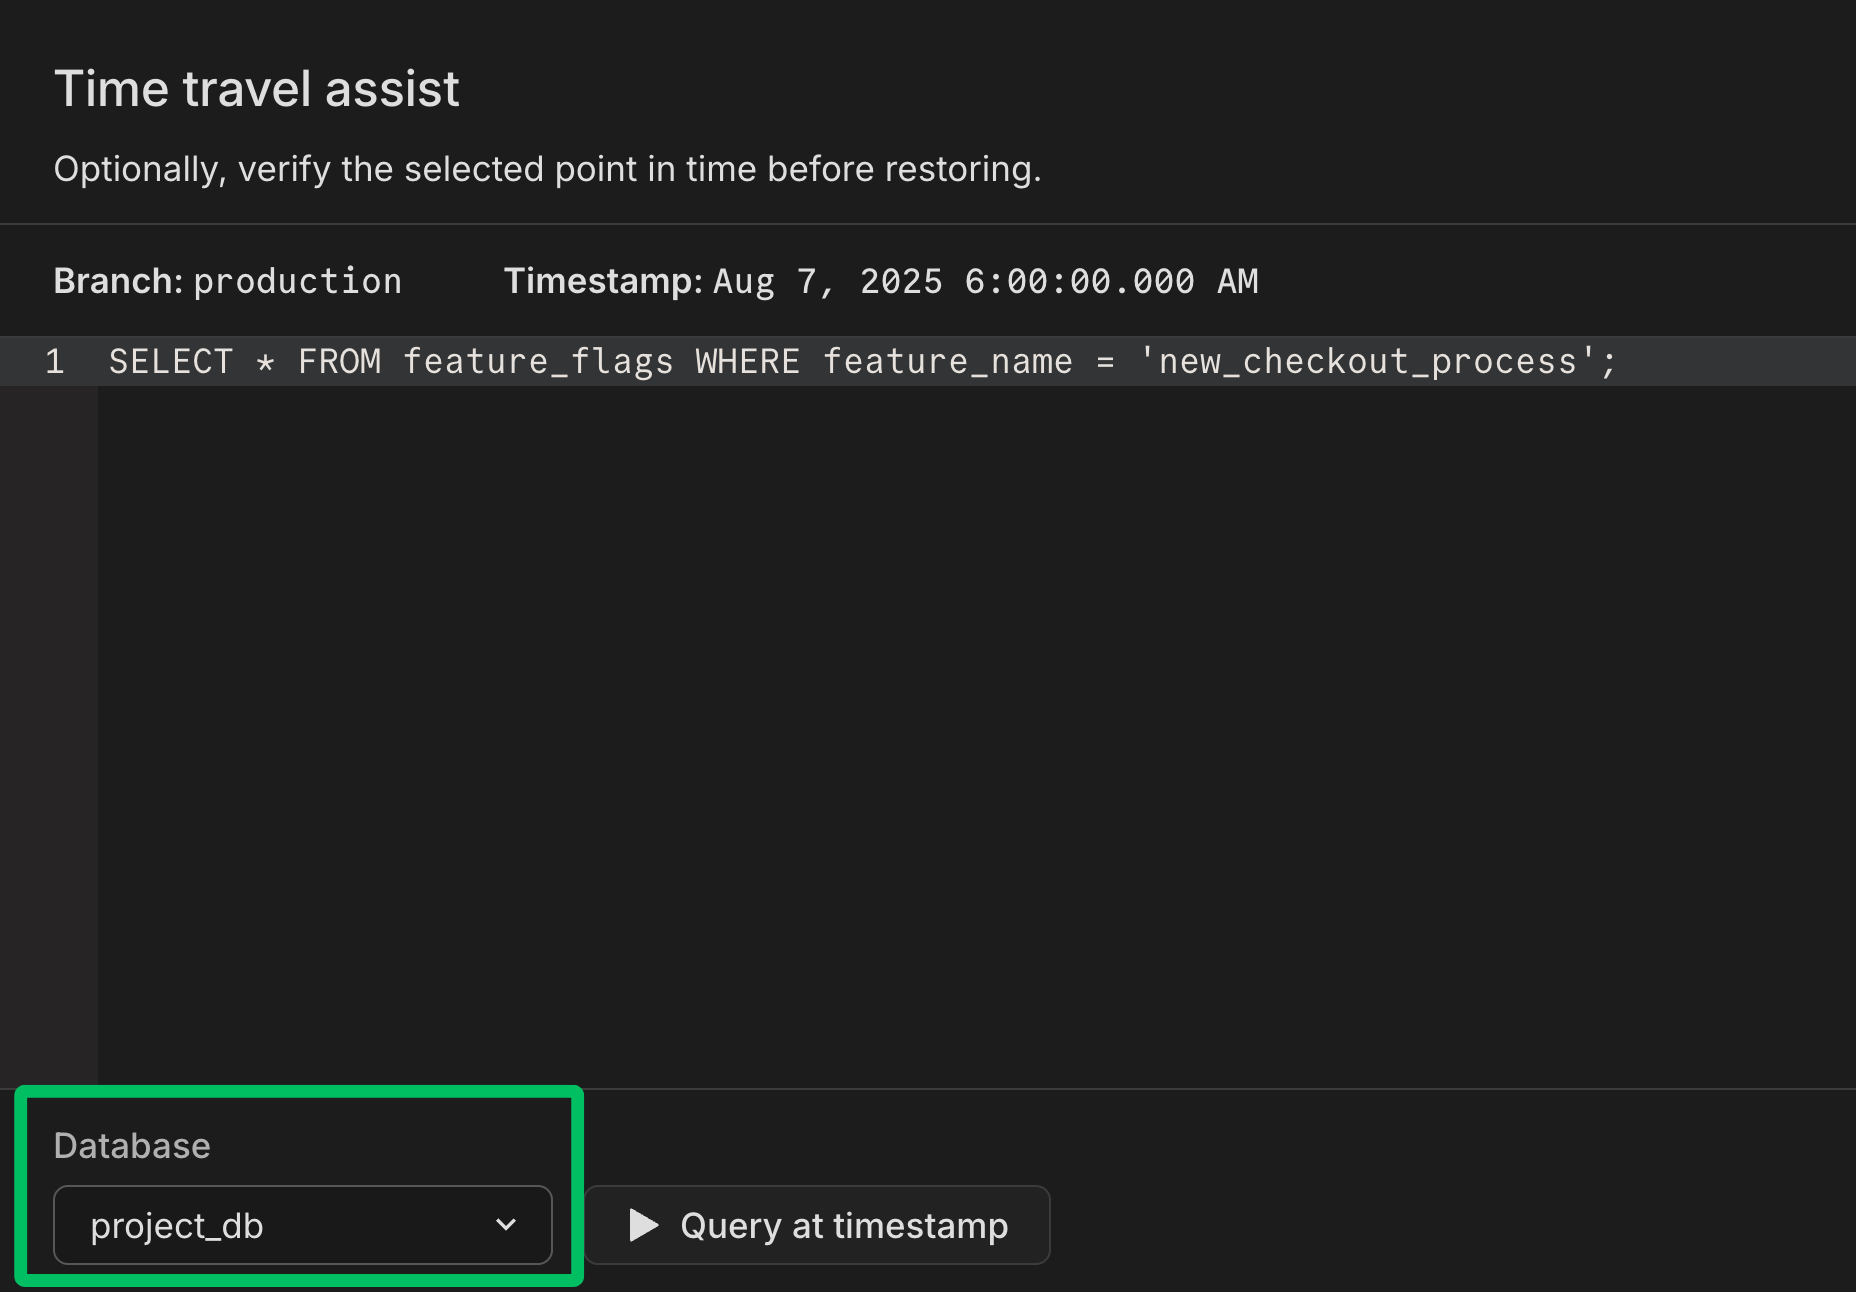 Time travel assist
Optionally, verify the selected point in time before restoring.
Branch: production Timestamp: Aug 7, 2025 6:00:00.000 AM
1 SELECT * FROM feature_flags WHERE feature_name = 'new_checkout_process';
Database
project_db Query at timestamp